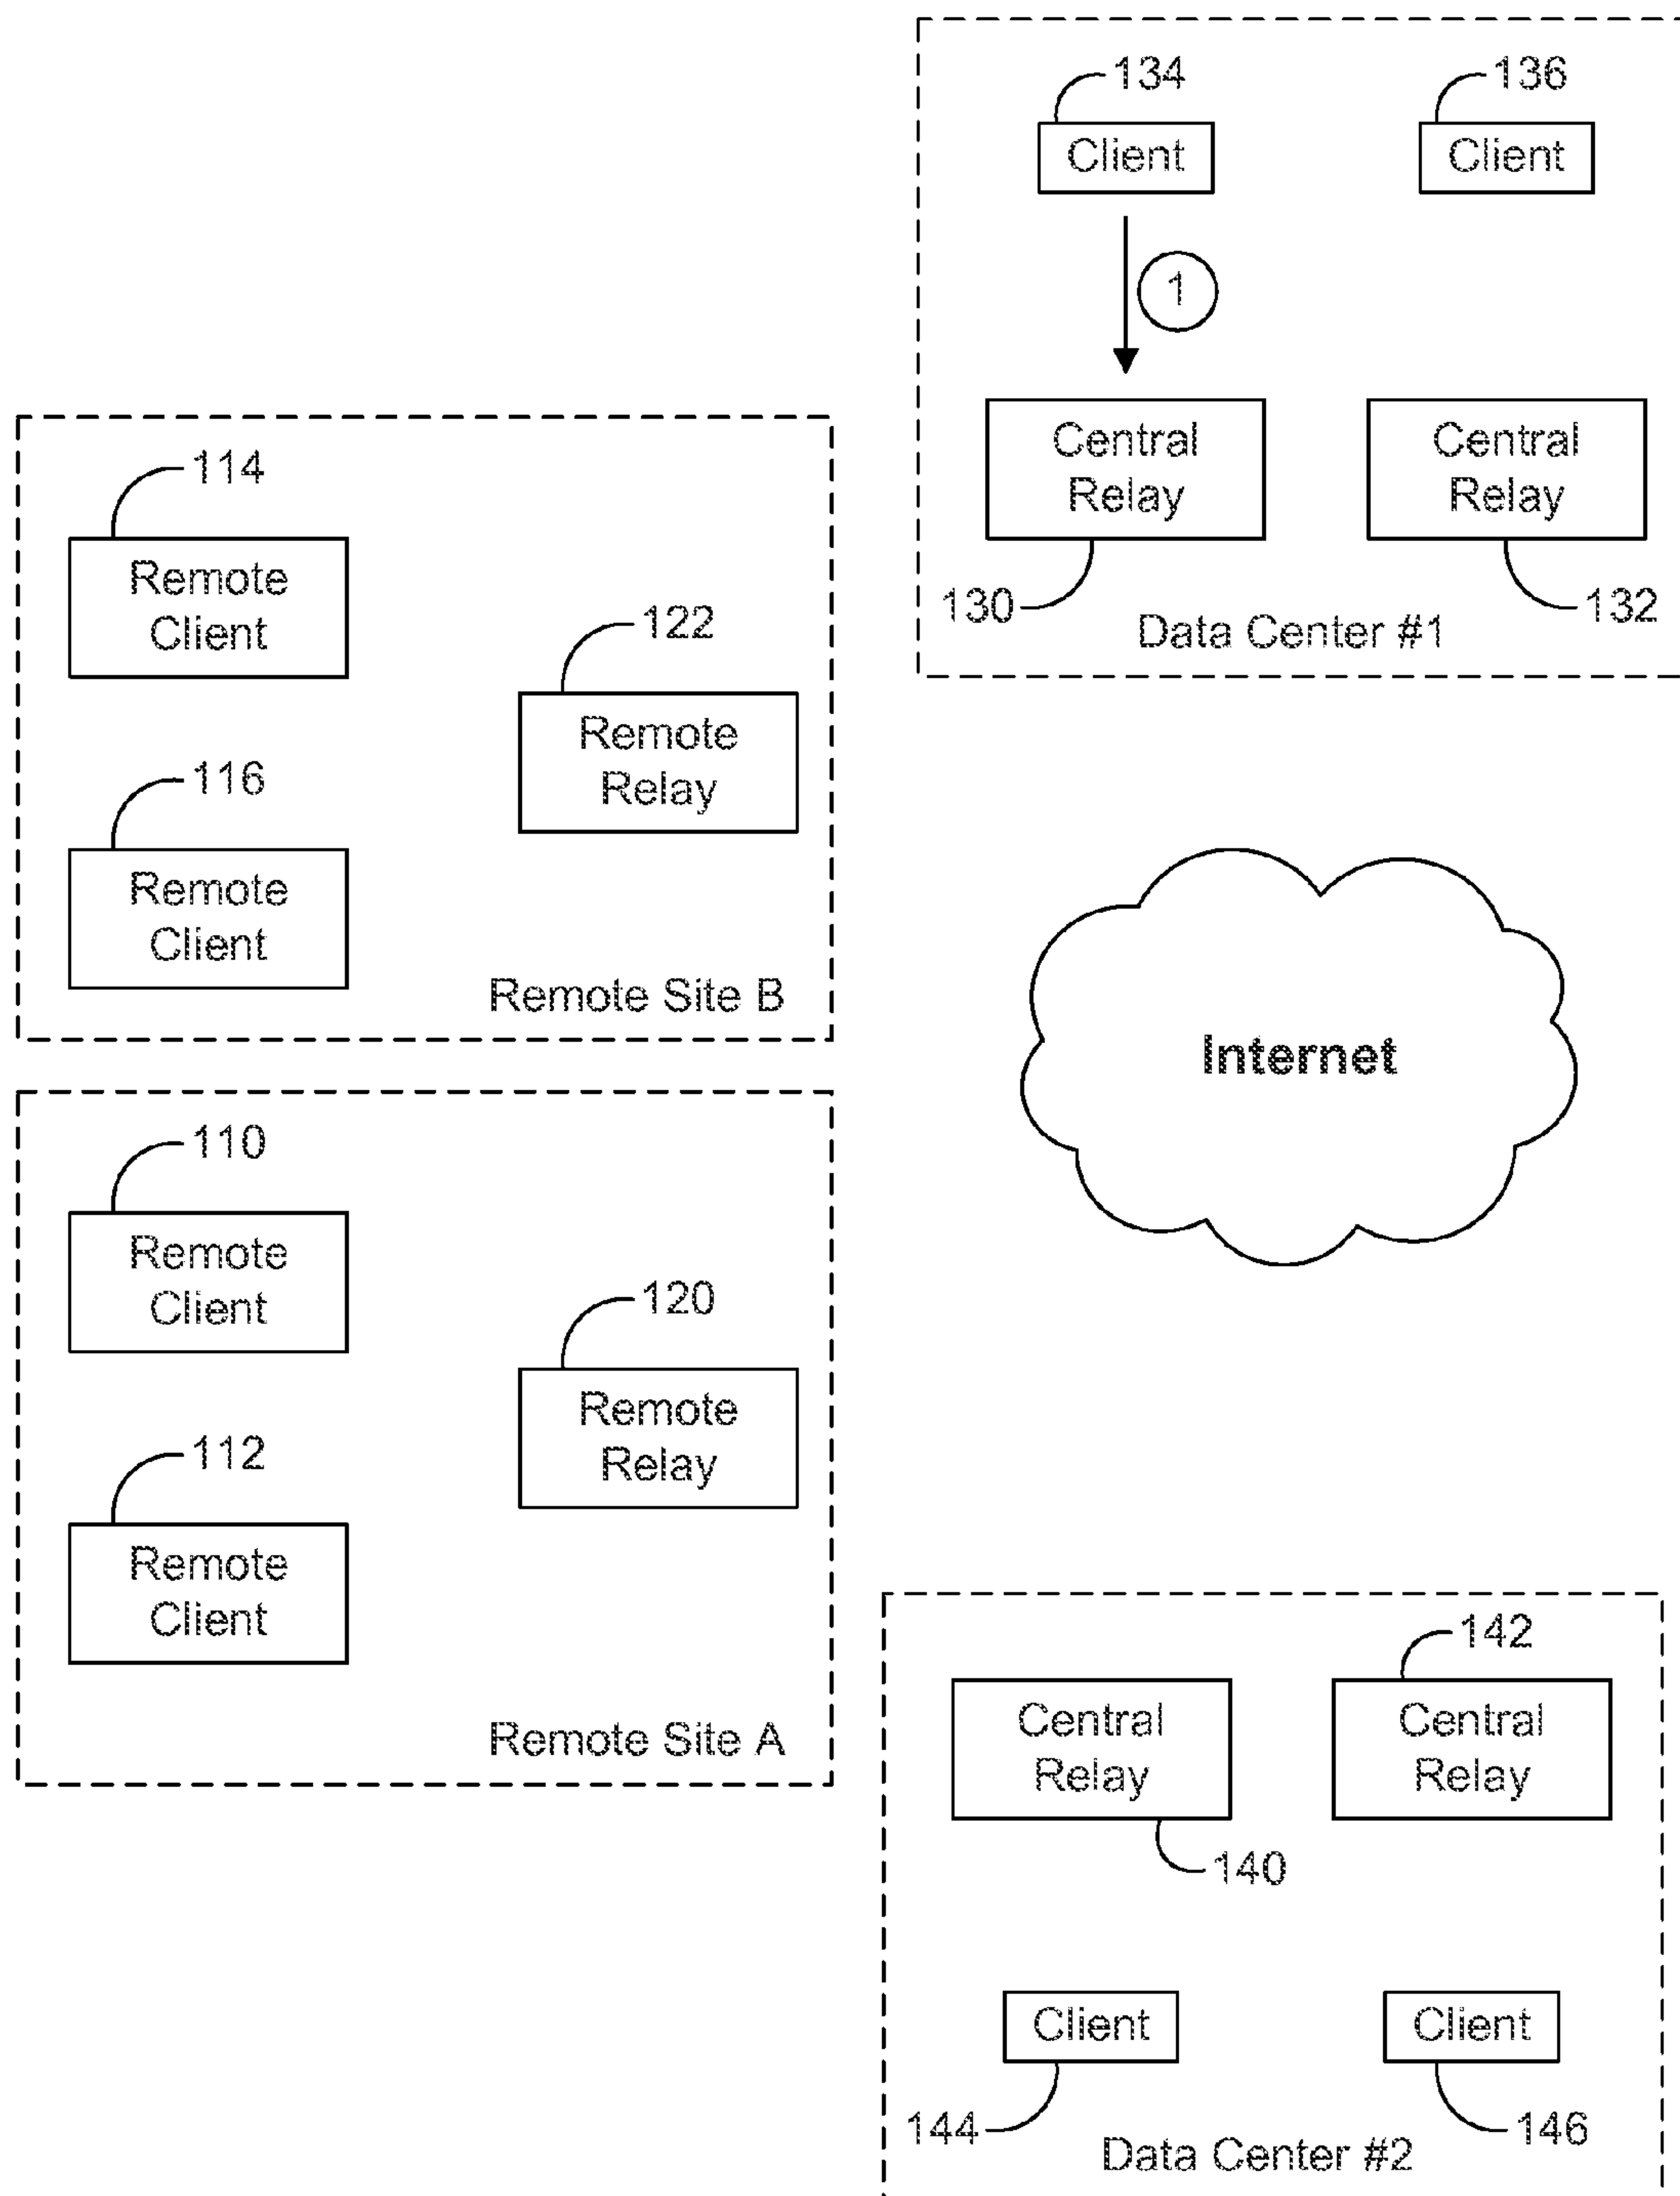 134
136
Client
Client
1
Central
Relay
Central
Relay
130
132
Data Center #1
114
Remote
Client
122
Remote
Relay
116
Remote
Client
Remote Site B
Internet
110
Remote
Client
120
Remote
Relay
112
Remote
Client
Remote Site A
142
Central
Relay
Central
Relay
140
Client
Client
144
146
Data Center #2